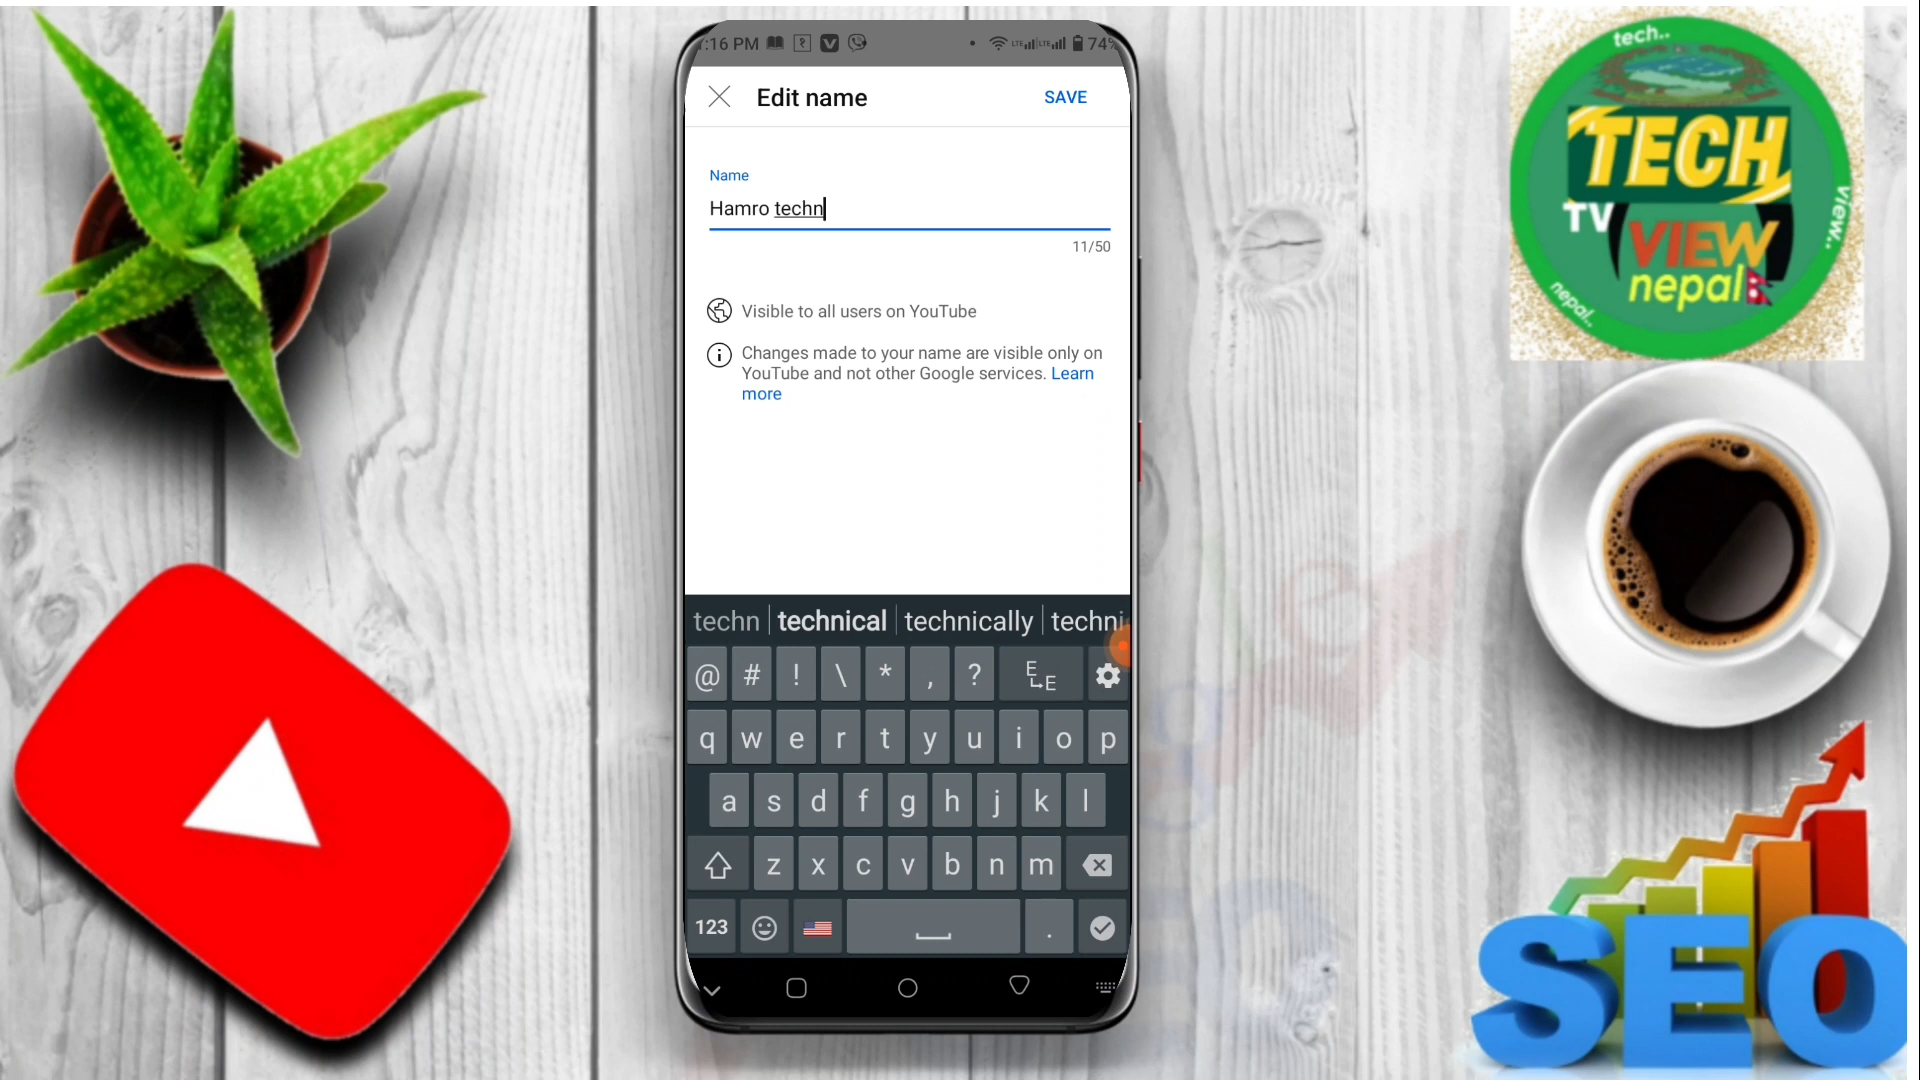 :16 PM
LTE LTE 74%
Edit name
SAVE
Name
Hamro techn
11/50
Visible to all users on YouTube
Changes made to your name are visible only on
YouTube and not other Google services. Learn
more
techn technical technically techni
@ # ! \ * , ? E E
q w e r t y u i o p
a s d f g h j k l
z x c v b n m
123 .
tech..
TECH
TV
VIEW
nepal
view..
nepal..
SEO